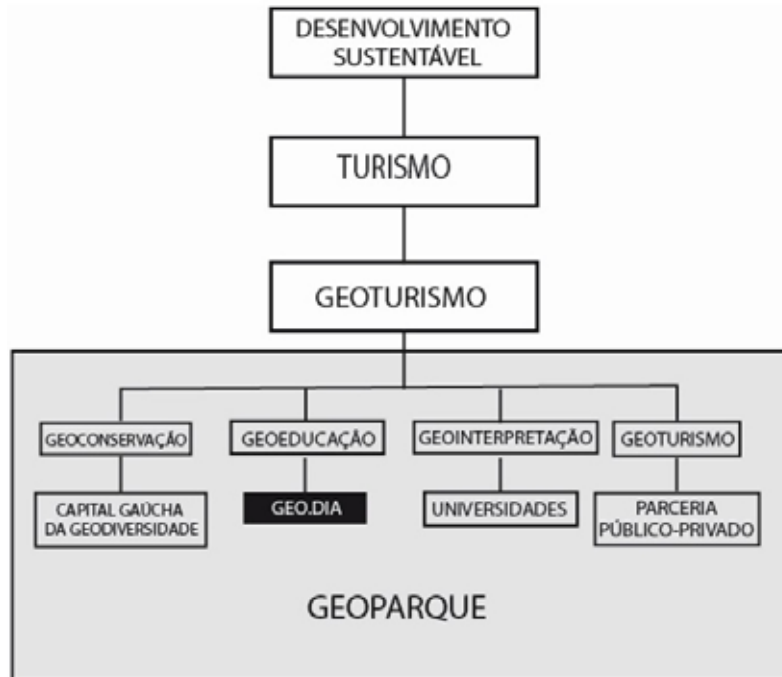 DESENVOLVIMENTO
SUSTENTÁVEL
TURISMO
GEOTURISMO
GEOCONSERVAÇÃO
GEOEDUCAÇÃO
GEOINTERPRETAÇÃO
GEOTURISMO
CAPITAL GAÚCHA
DA GEODIVERSIDADE
GEO.DIA
UNIVERSIDADES
PARCERIA
PÚBLICO-PRIVADO
GEOPARQUE